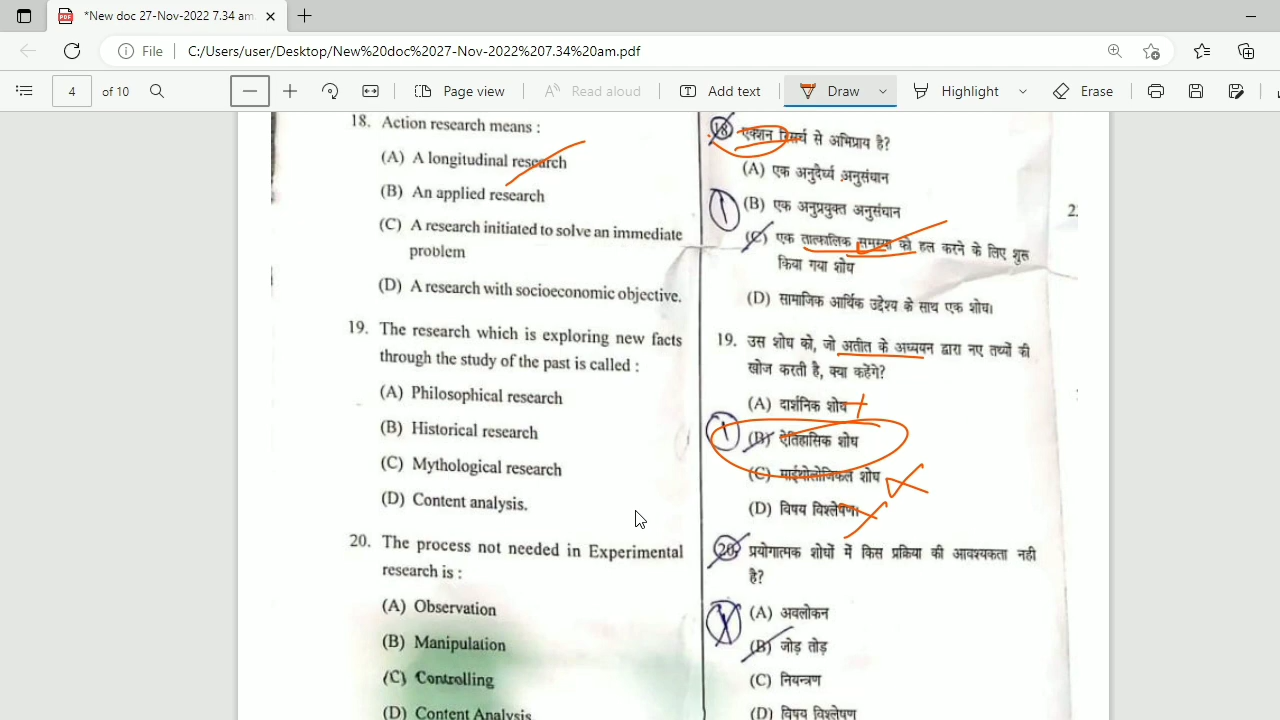 *New doc 27-Nov-2022 7.34 am
File
C:/Users/user/Desktop/New%20doc%2027-Nov-2022%207.34%20am.pdf
4
of 10
Page view
Read aloud
Add text
Draw
Highlight
Erase
18. Action research means :
(A) A longitudinal research
(B) An applied research
(C) A research initiated to solve an immediate
problem
(D) A research with socioeconomic objective.
19. The research which is exploring new facts
through the study of the past is called :
(A) Philosophical research
(B) Historical research
(C) Mythological research
(D) Content analysis.
20. The process not needed in Experimental
research is :
(A) Observation
(B) Manipulation
(C) Controlling
(D) Content Analysis
18. एक्शन रिसर्च से अभिप्राय है?
(A) एक अनुदैर्ध्य अनुसंधान
(B) एक अनुप्रयुक्त अनुसंधान
(C) एक तात्कालिक समस्या को हल करने के लिए शुरू
किया गया शोध
(D) सामाजिक आर्थिक उद्देश्य के साथ एक शोध।
19. उस शोध को, जो अतीत के अध्ययन द्वारा नए तथ्यों की
खोज करती है, क्या कहेंगे?
(A) दार्शनिक शोध
(B) ऐतिहासिक शोध
(C) माईथोलोजिकल शोध
(D) विषय विश्लेषण।
20. प्रयोगात्मक शोधों में किस प्रक्रिया की आवश्यकता नही
है?
(A) अवलोकन
(B) जोड़ तोड़
(C) नियन्त्रण
(D) विषय विश्लेषण